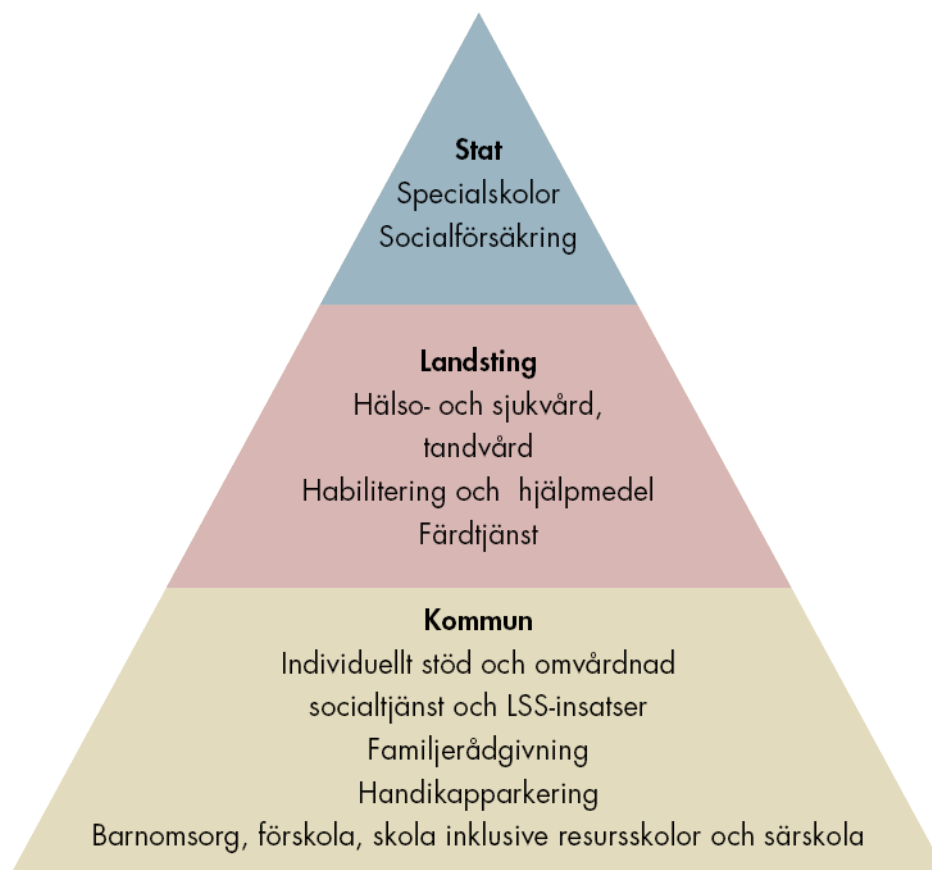 Stat
Specialskolor
Socialförsäkring
Landsting
Hälso- och sjukvård,
tandvård
Habilitering och  hjälpmedel
Färdtjänst
Kommun
Individuellt stöd och omvårdnad
socialtjänst och LSS-insatser
Familjerådgivning
Handikapparkering
Barnomsorg, förskola, skola inklusive resursskolor och särskola